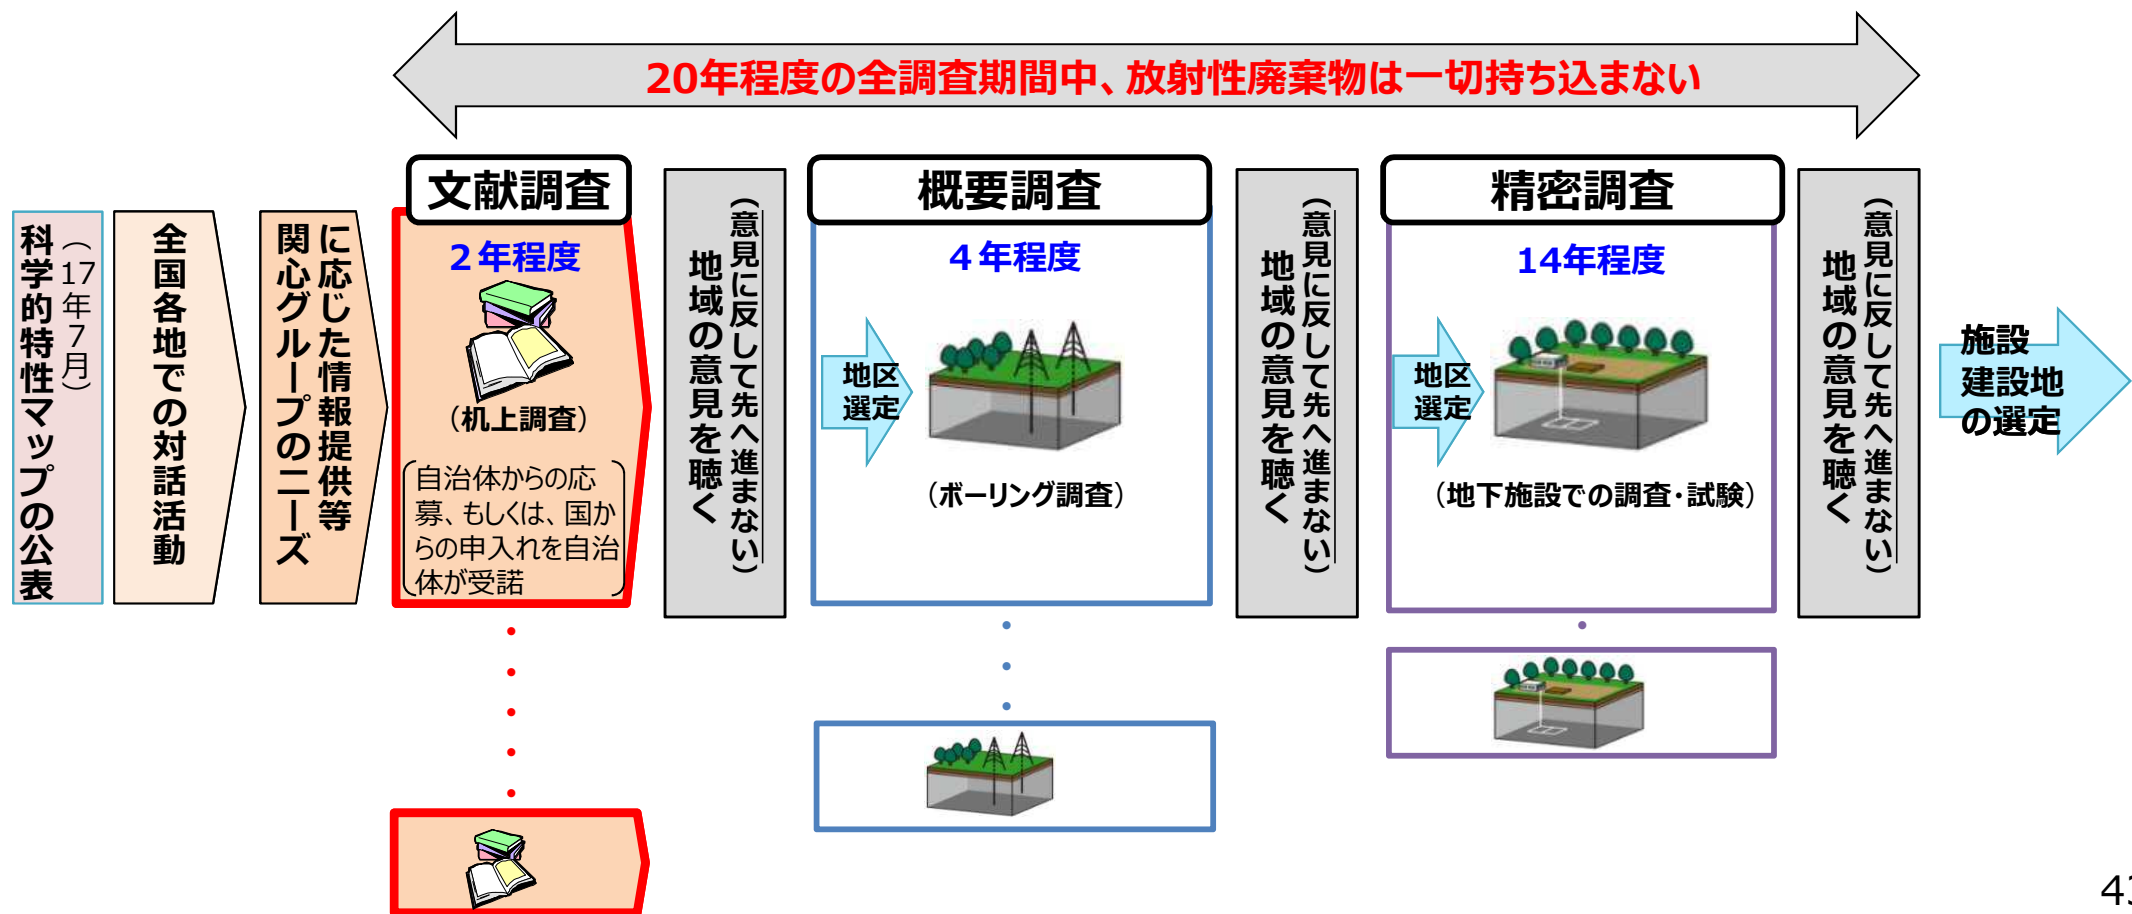 20年程度の全調査期間中、放射性廃棄物は一切持ち込まない
科学的特性マップの公表
（17年7月）
全国各地での対話活動
関心グループのニーズ
に応じた情報提供等
文献調査
２年程度
（机上調査）
自治体からの応
募、もしくは、国か
らの申入れを自治
体が受諾
地域の意見を聴く
（意見に反して先へ進まない）
概要調査
４年程度
地区
選定
（ボーリング調査）
地域の意見を聴く
（意見に反して先へ進まない）
精密調査
14年程度
地区
選定
（地下施設での調査・試験）
地域の意見を聴く
（意見に反して先へ進まない）
施設
建設地
の選定